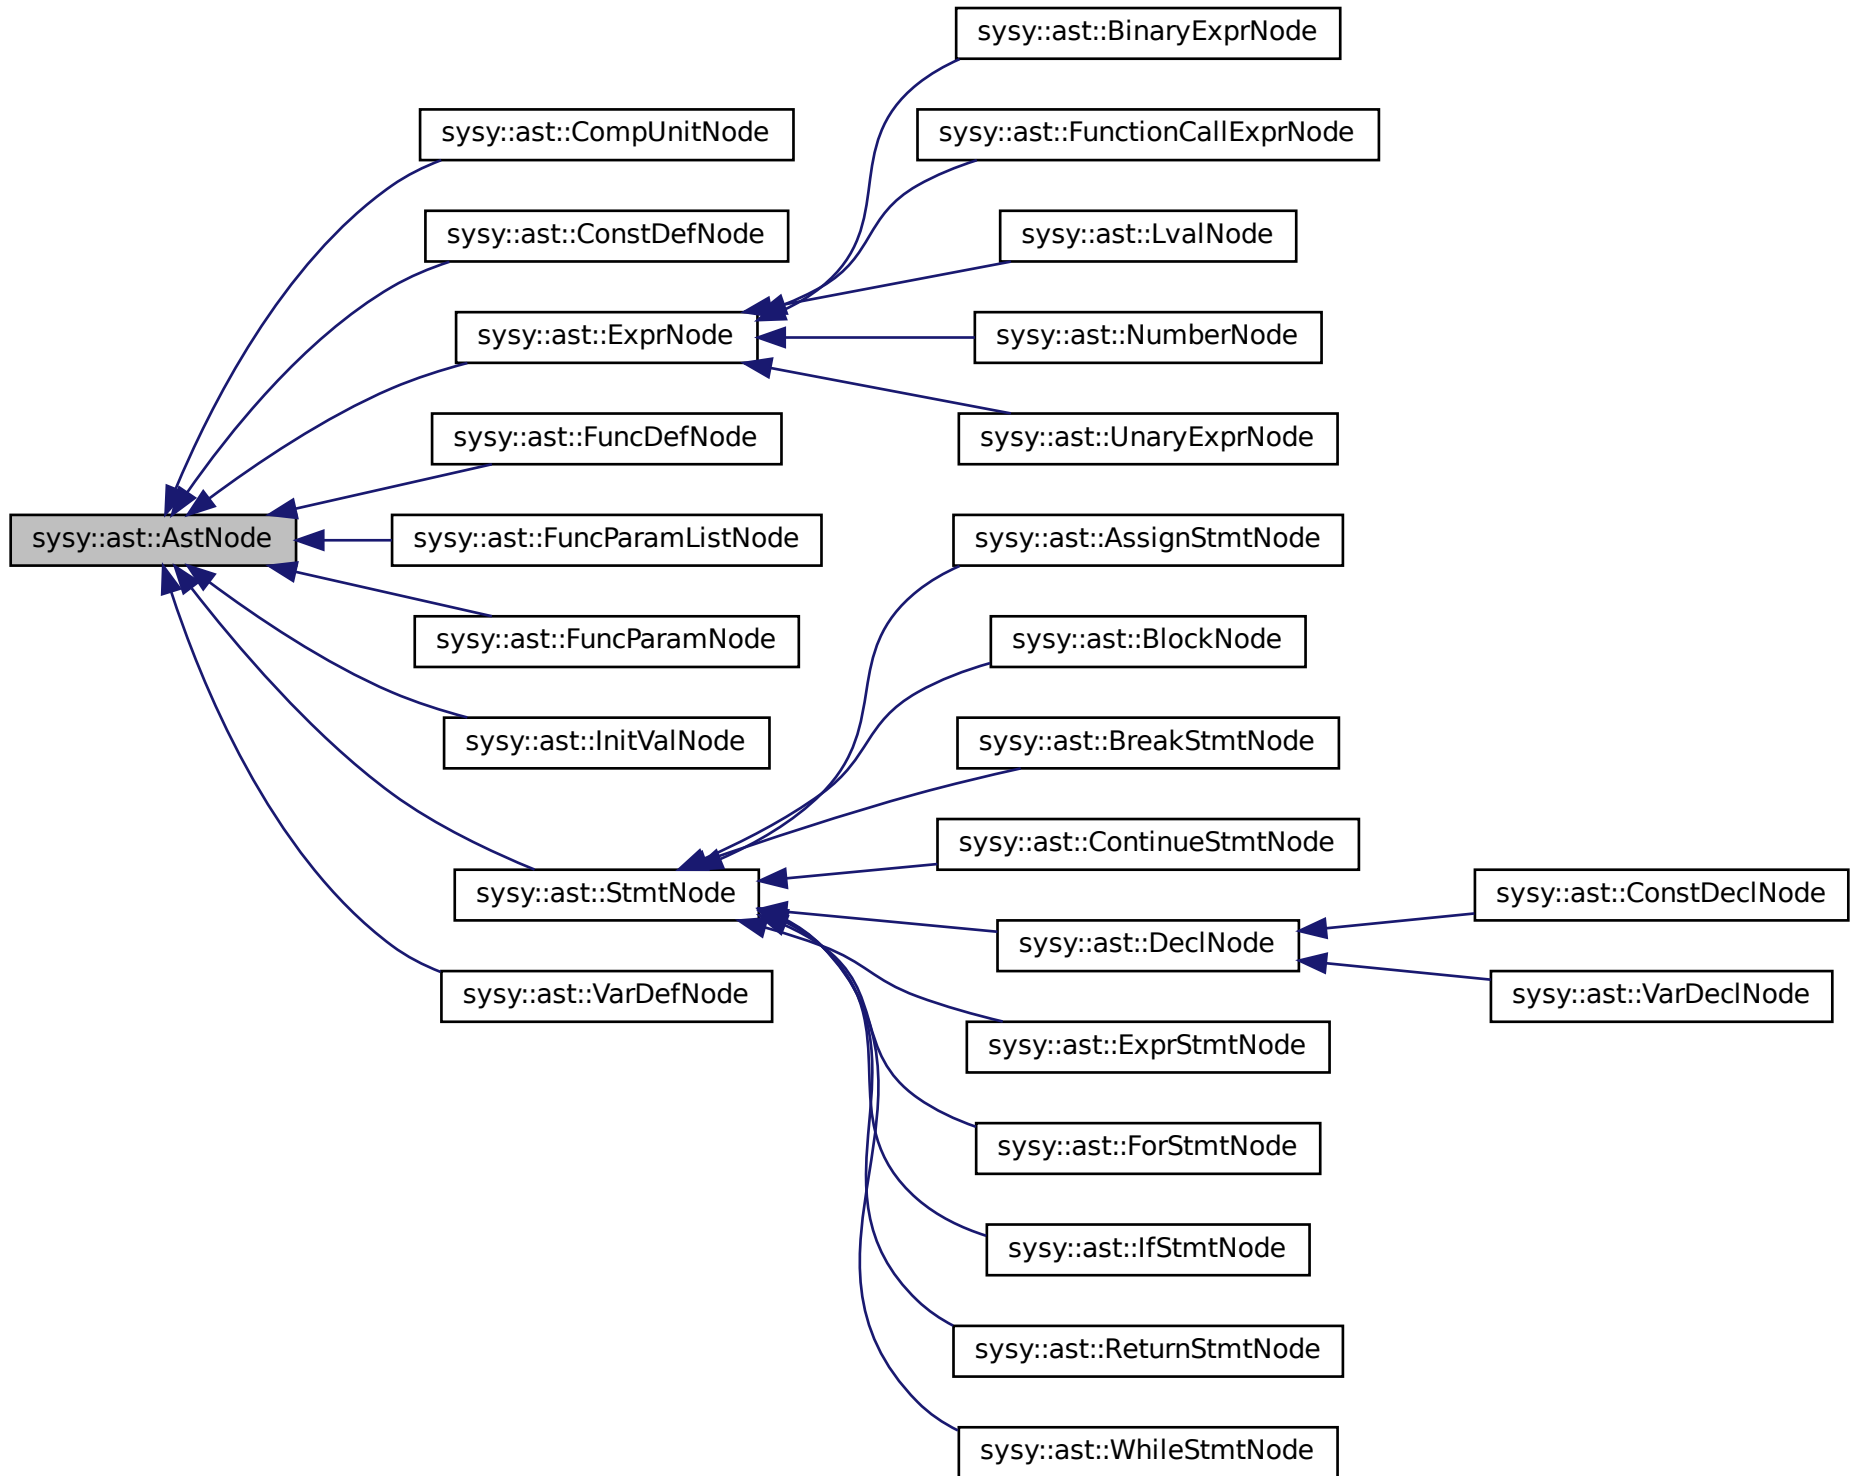 sysy::ast::BinaryExprNode
sysy::ast::CompUnitNode
sysy::ast::FunctionCallExprNode
sysy::ast::ConstDefNode
sysy::ast::LvalNode
sysy::ast::ExprNode
sysy::ast::NumberNode
sysy::ast::FuncDefNode
sysy::ast::UnaryExprNode
sysy::ast::AstNode
sysy::ast::FuncParamListNode
sysy::ast::AssignStmtNode
sysy::ast::FuncParamNode
sysy::ast::BlockNode
sysy::ast::InitValNode
sysy::ast::BreakStmtNode
sysy::ast::ContinueStmtNode
sysy::ast::StmtNode
sysy::ast::ConstDeclNode
sysy::ast::DeclNode
sysy::ast::VarDefNode
sysy::ast::VarDeclNode
sysy::ast::ExprStmtNode
sysy::ast::ForStmtNode
sysy::ast::IfStmtNode
sysy::ast::ReturnStmtNode
sysy::ast::WhileStmtNode